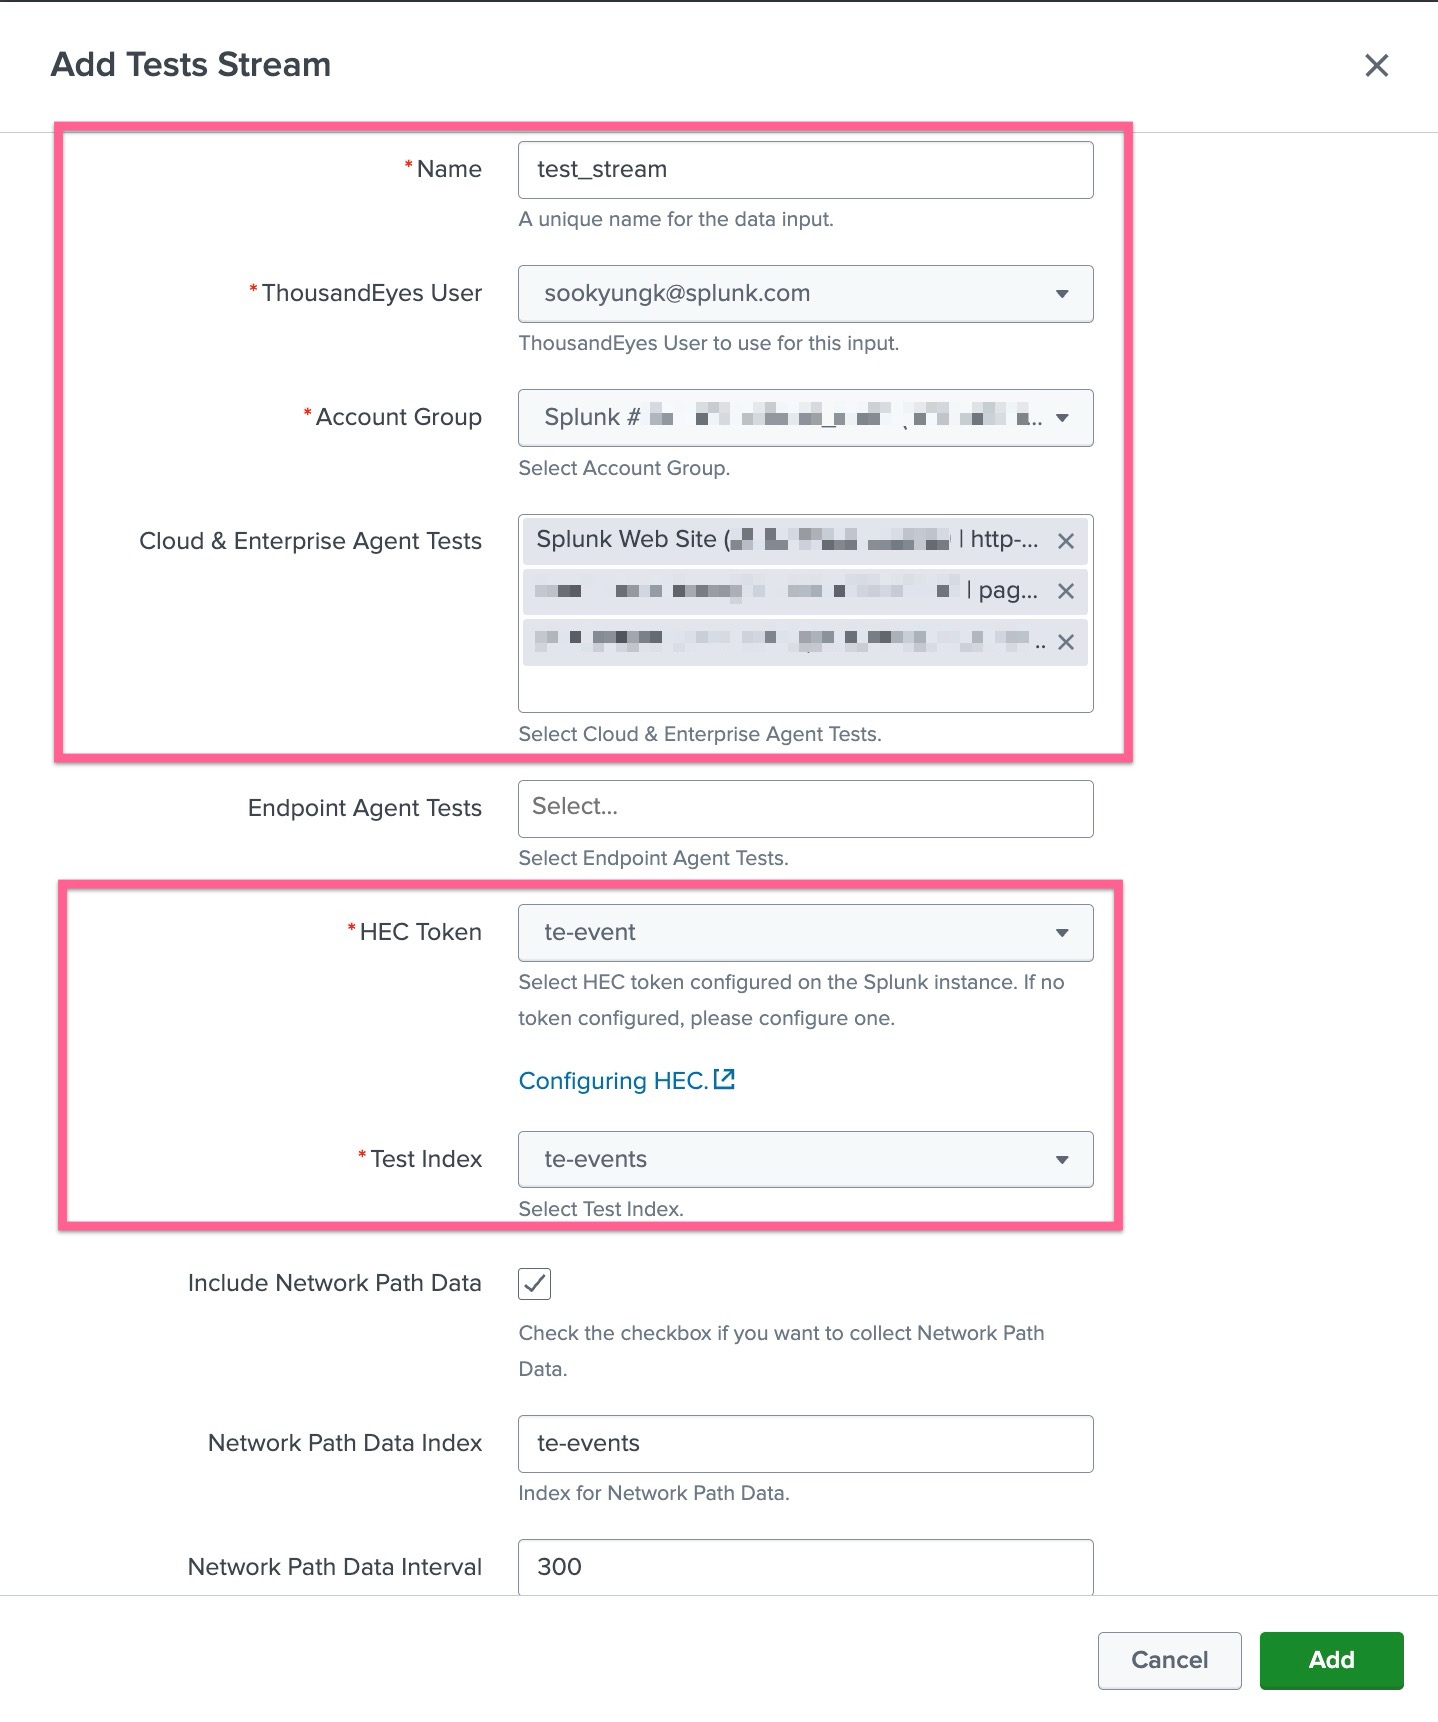 Add Tests Stream
*Name
test_stream
A unique name for the data input.
*ThousandEyes User
sookyungk@splunk.com
ThousandEyes User to use for this input.
*Account Group
Splunk #
...
Select Account Group.
Cloud & Enterprise Agent Tests
Splunk Web Site (
| http-...
| pag...
..
Select Cloud & Enterprise Agent Tests.
Endpoint Agent Tests
Select...
Select Endpoint Agent Tests.
*HEC Token
te-event
Select HEC token configured on the Splunk instance. If no
token configured, please configure one.
Configuring HEC.
*Test Index
te-events
Select Test Index.
Include Network Path Data
Check the checkbox if you want to collect Network Path
Data.
Network Path Data Index
te-events
Index for Network Path Data.
Network Path Data Interval
300
Cancel
Add